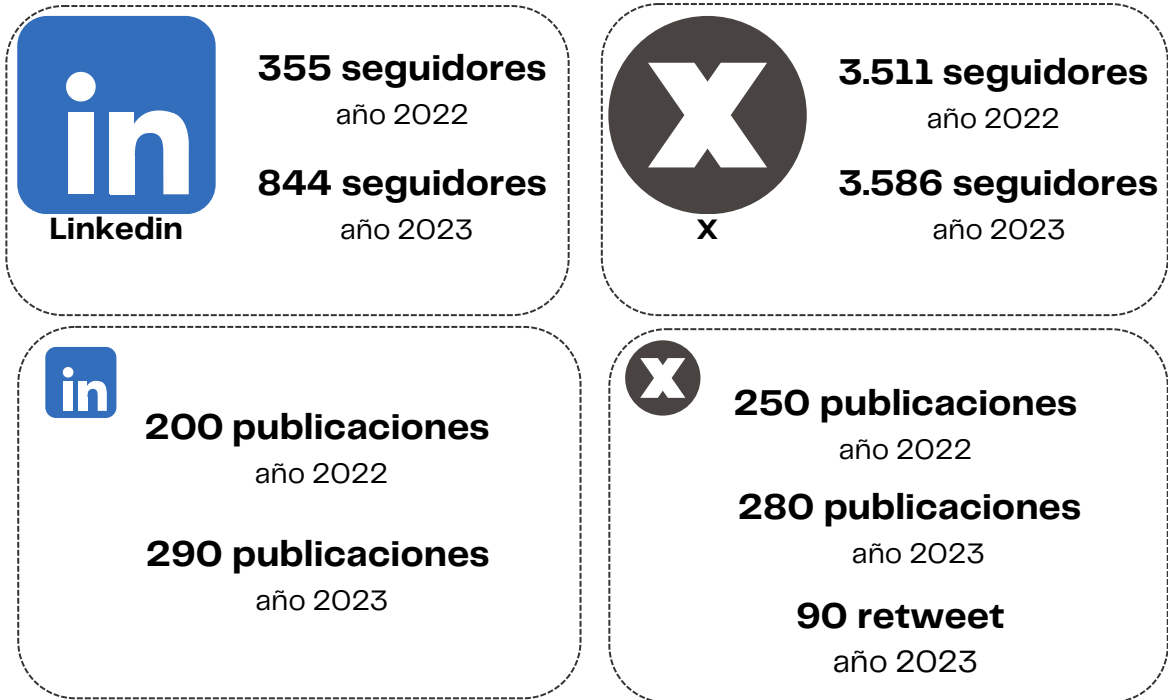 in
355 seguidores
año 2022
844 seguidores
año 2023
Linkedin
X
3.511 seguidores
año 2022
3.586 seguidores
año 2023
X
in
200 publicaciones
año 2022
290 publicaciones
año 2023
X
250 publicaciones
año 2022
280 publicaciones
año 2023
90 retweet
año 2023